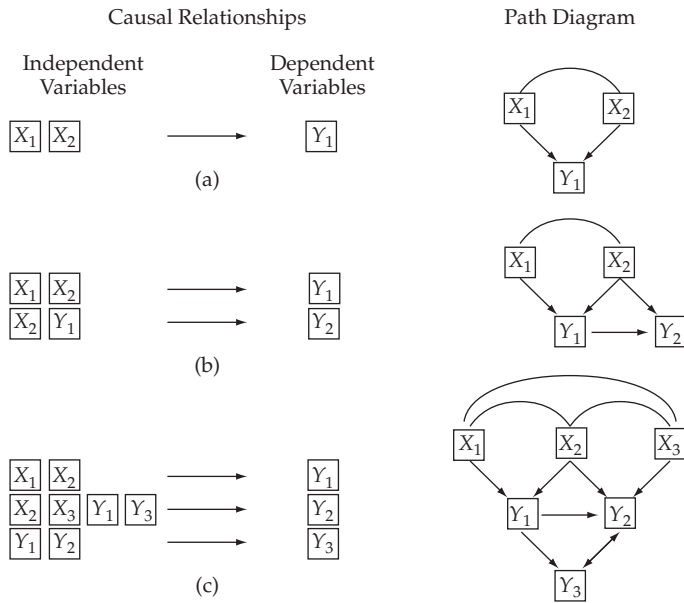 Causal Relationships
Path Diagram
Independent Variables
Dependent Variables
X₁ X₂ Y₁
(a)
X₁ X₂
Y₁
X₁ X₂ Y₁
X₂ Y₁ Y₂
(b)
X₁ X₂
Y₁ Y₂
X₁ X₂ Y₁
X₂ X₃ Y₁ Y₃ Y₂
Y₁ Y₂ Y₃
(c)
X₁ X₂ X₃
Y₁ Y₂
Y₃